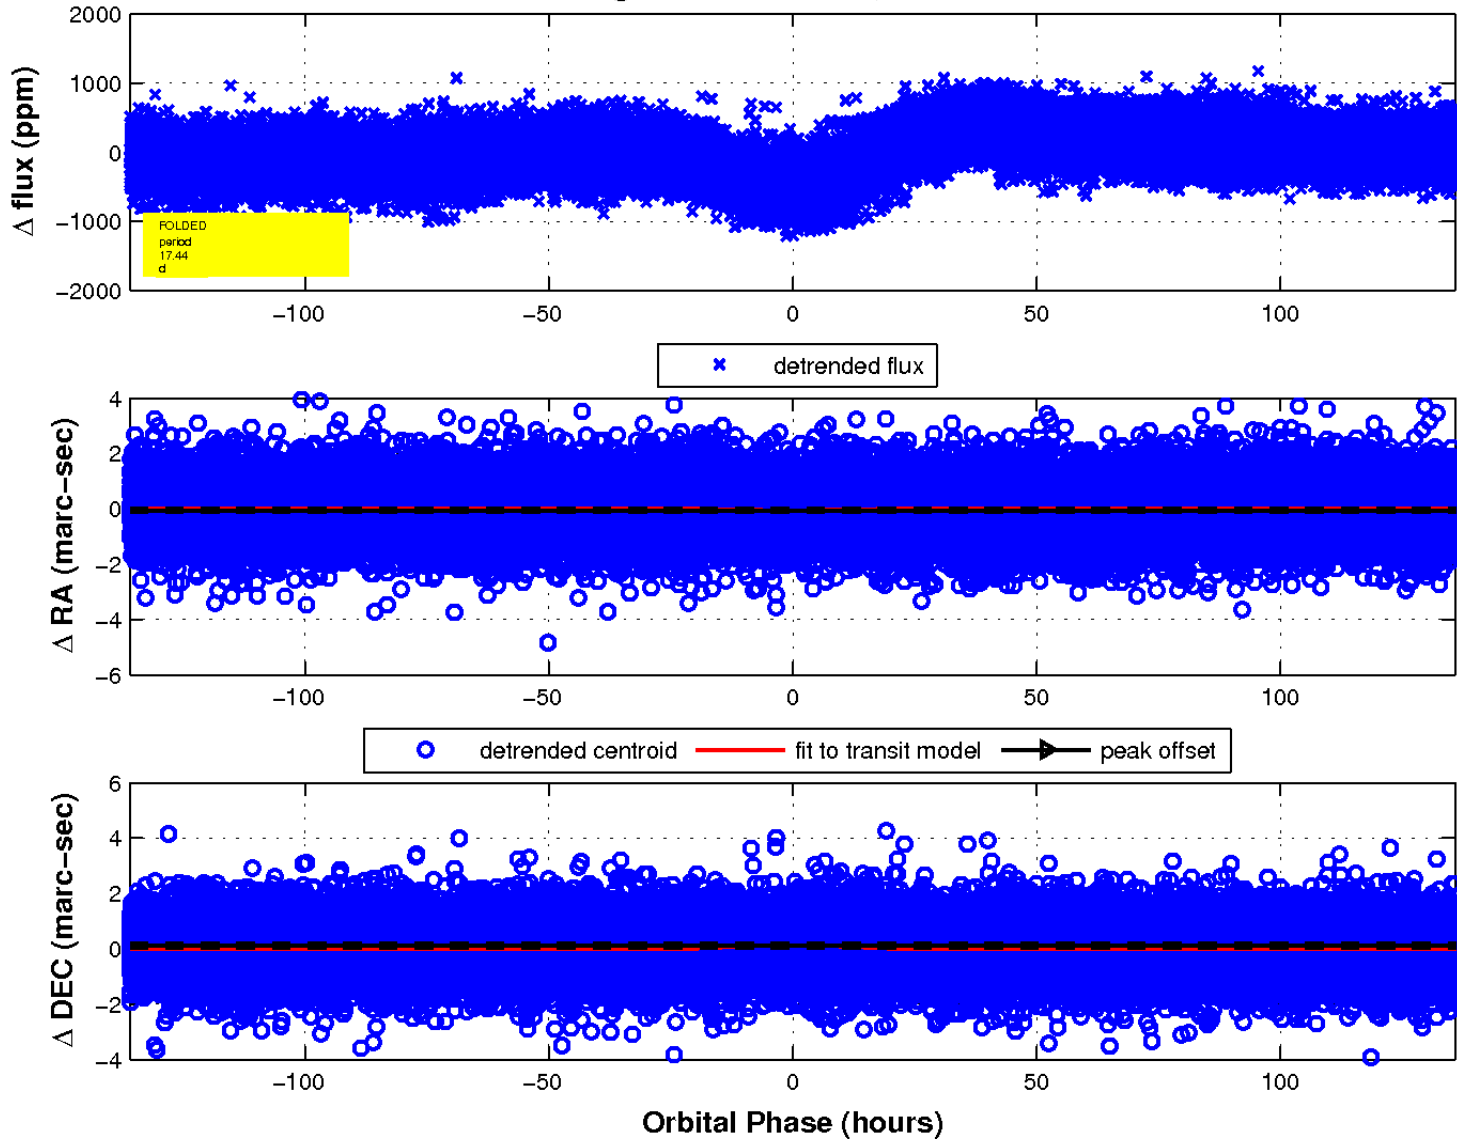 2000
1000
0
−1000
−2000
Δ flux (ppm)
FOLDED
period
17.44
d
−100 −50 0 50 100
detrended flux
4
2
0
−2
−4
−6
Δ RA (marc−sec)
−100 −50 0 50 100
detrended centroid fit to transit model peak offset
6
4
2
0
−2
−4
Δ DEC (marc−sec)
−100 −50 0 50 100
Orbital Phase (hours)